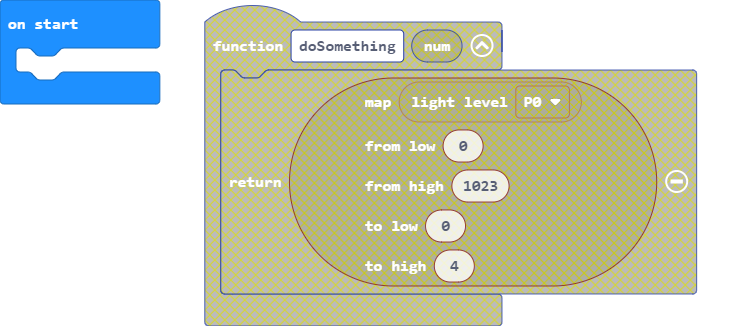 on start
function doSomething num
map light level P0
from low 0
from high 1023
return
to low 0
to high 4